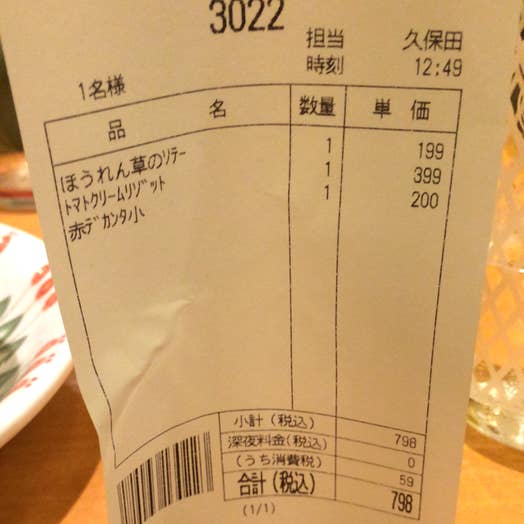 3022
担当 久保田
時刻 12:49
1名様
品 名 数量 単 価
ほうれん草のｿﾃｰ 1 199
ﾄﾏﾄｸﾘｰﾑﾘｿﾞｯﾄ 1 399
赤ﾃﾞｶﾝﾀ小 1 200
小計 (税込) 798
深夜料金(税込) 0
(うち消費税) 59
合計 (税込) 798
(1/1)